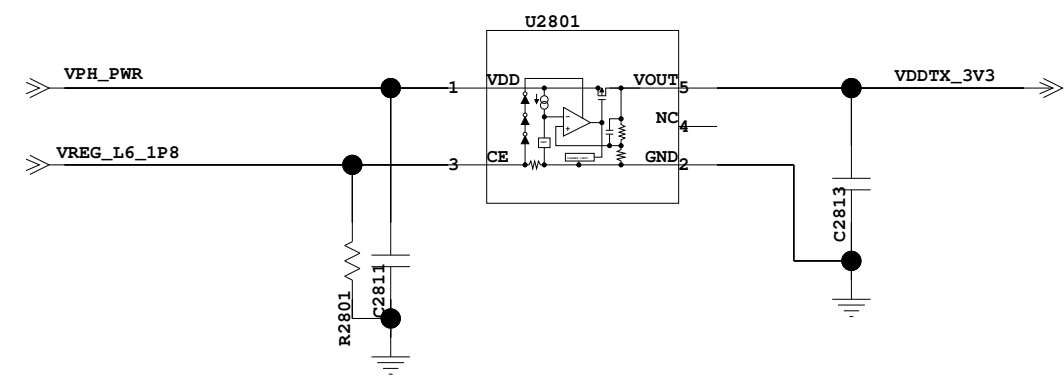 U2801
VPH_PWR
1
VDD
VOUT
5
VDDTX_3V3
NC
4
VREG_L6_1P8
3
CE
GND
2
C2813
C2811
R2801